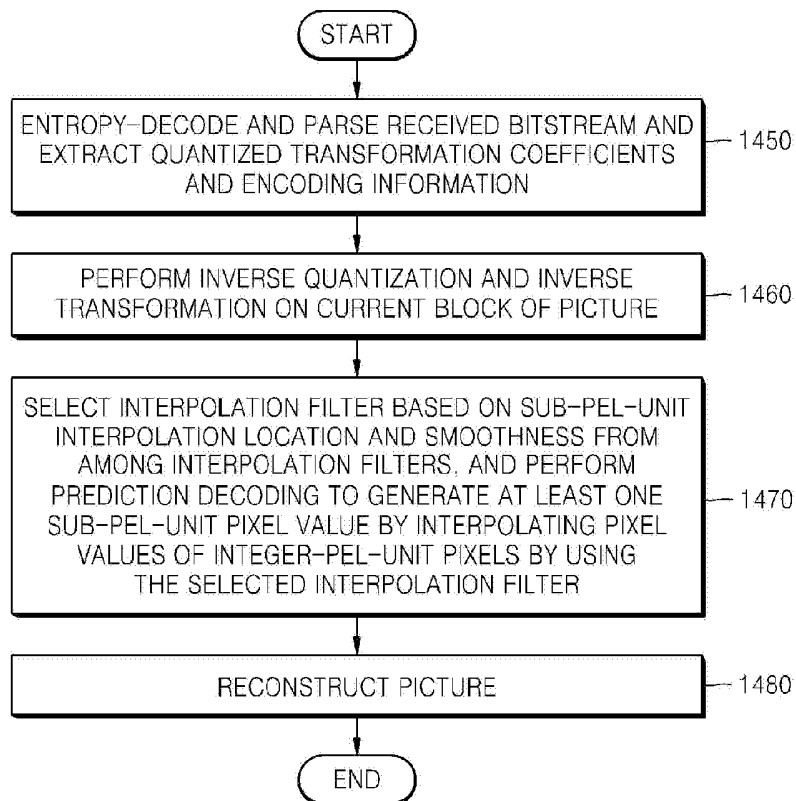 START
ENTROPY-DECODE AND PARSE RECEIVED BITSTREAM AND
EXTRACT QUANTIZED TRANSFORMATION COEFFICIENTS
AND ENCODING INFORMATION
1450
PERFORM INVERSE QUANTIZATION AND INVERSE
TRANSFORMATION ON CURRENT BLOCK OF PICTURE
1460
SELECT INTERPOLATION FILTER BASED ON SUB-PEL-UNIT
INTERPOLATION LOCATION AND SMOOTHNESS FROM
AMONG INTERPOLATION FILTERS, AND PERFORM
PREDICTION DECODING TO GENERATE AT LEAST ONE
SUB-PEL-UNIT PIXEL VALUE BY INTERPOLATING PIXEL
VALUES OF INTEGER-PEL-UNIT PIXELS BY USING
THE SELECTED INTERPOLATION FILTER
1470
RECONSTRUCT PICTURE
1480
END